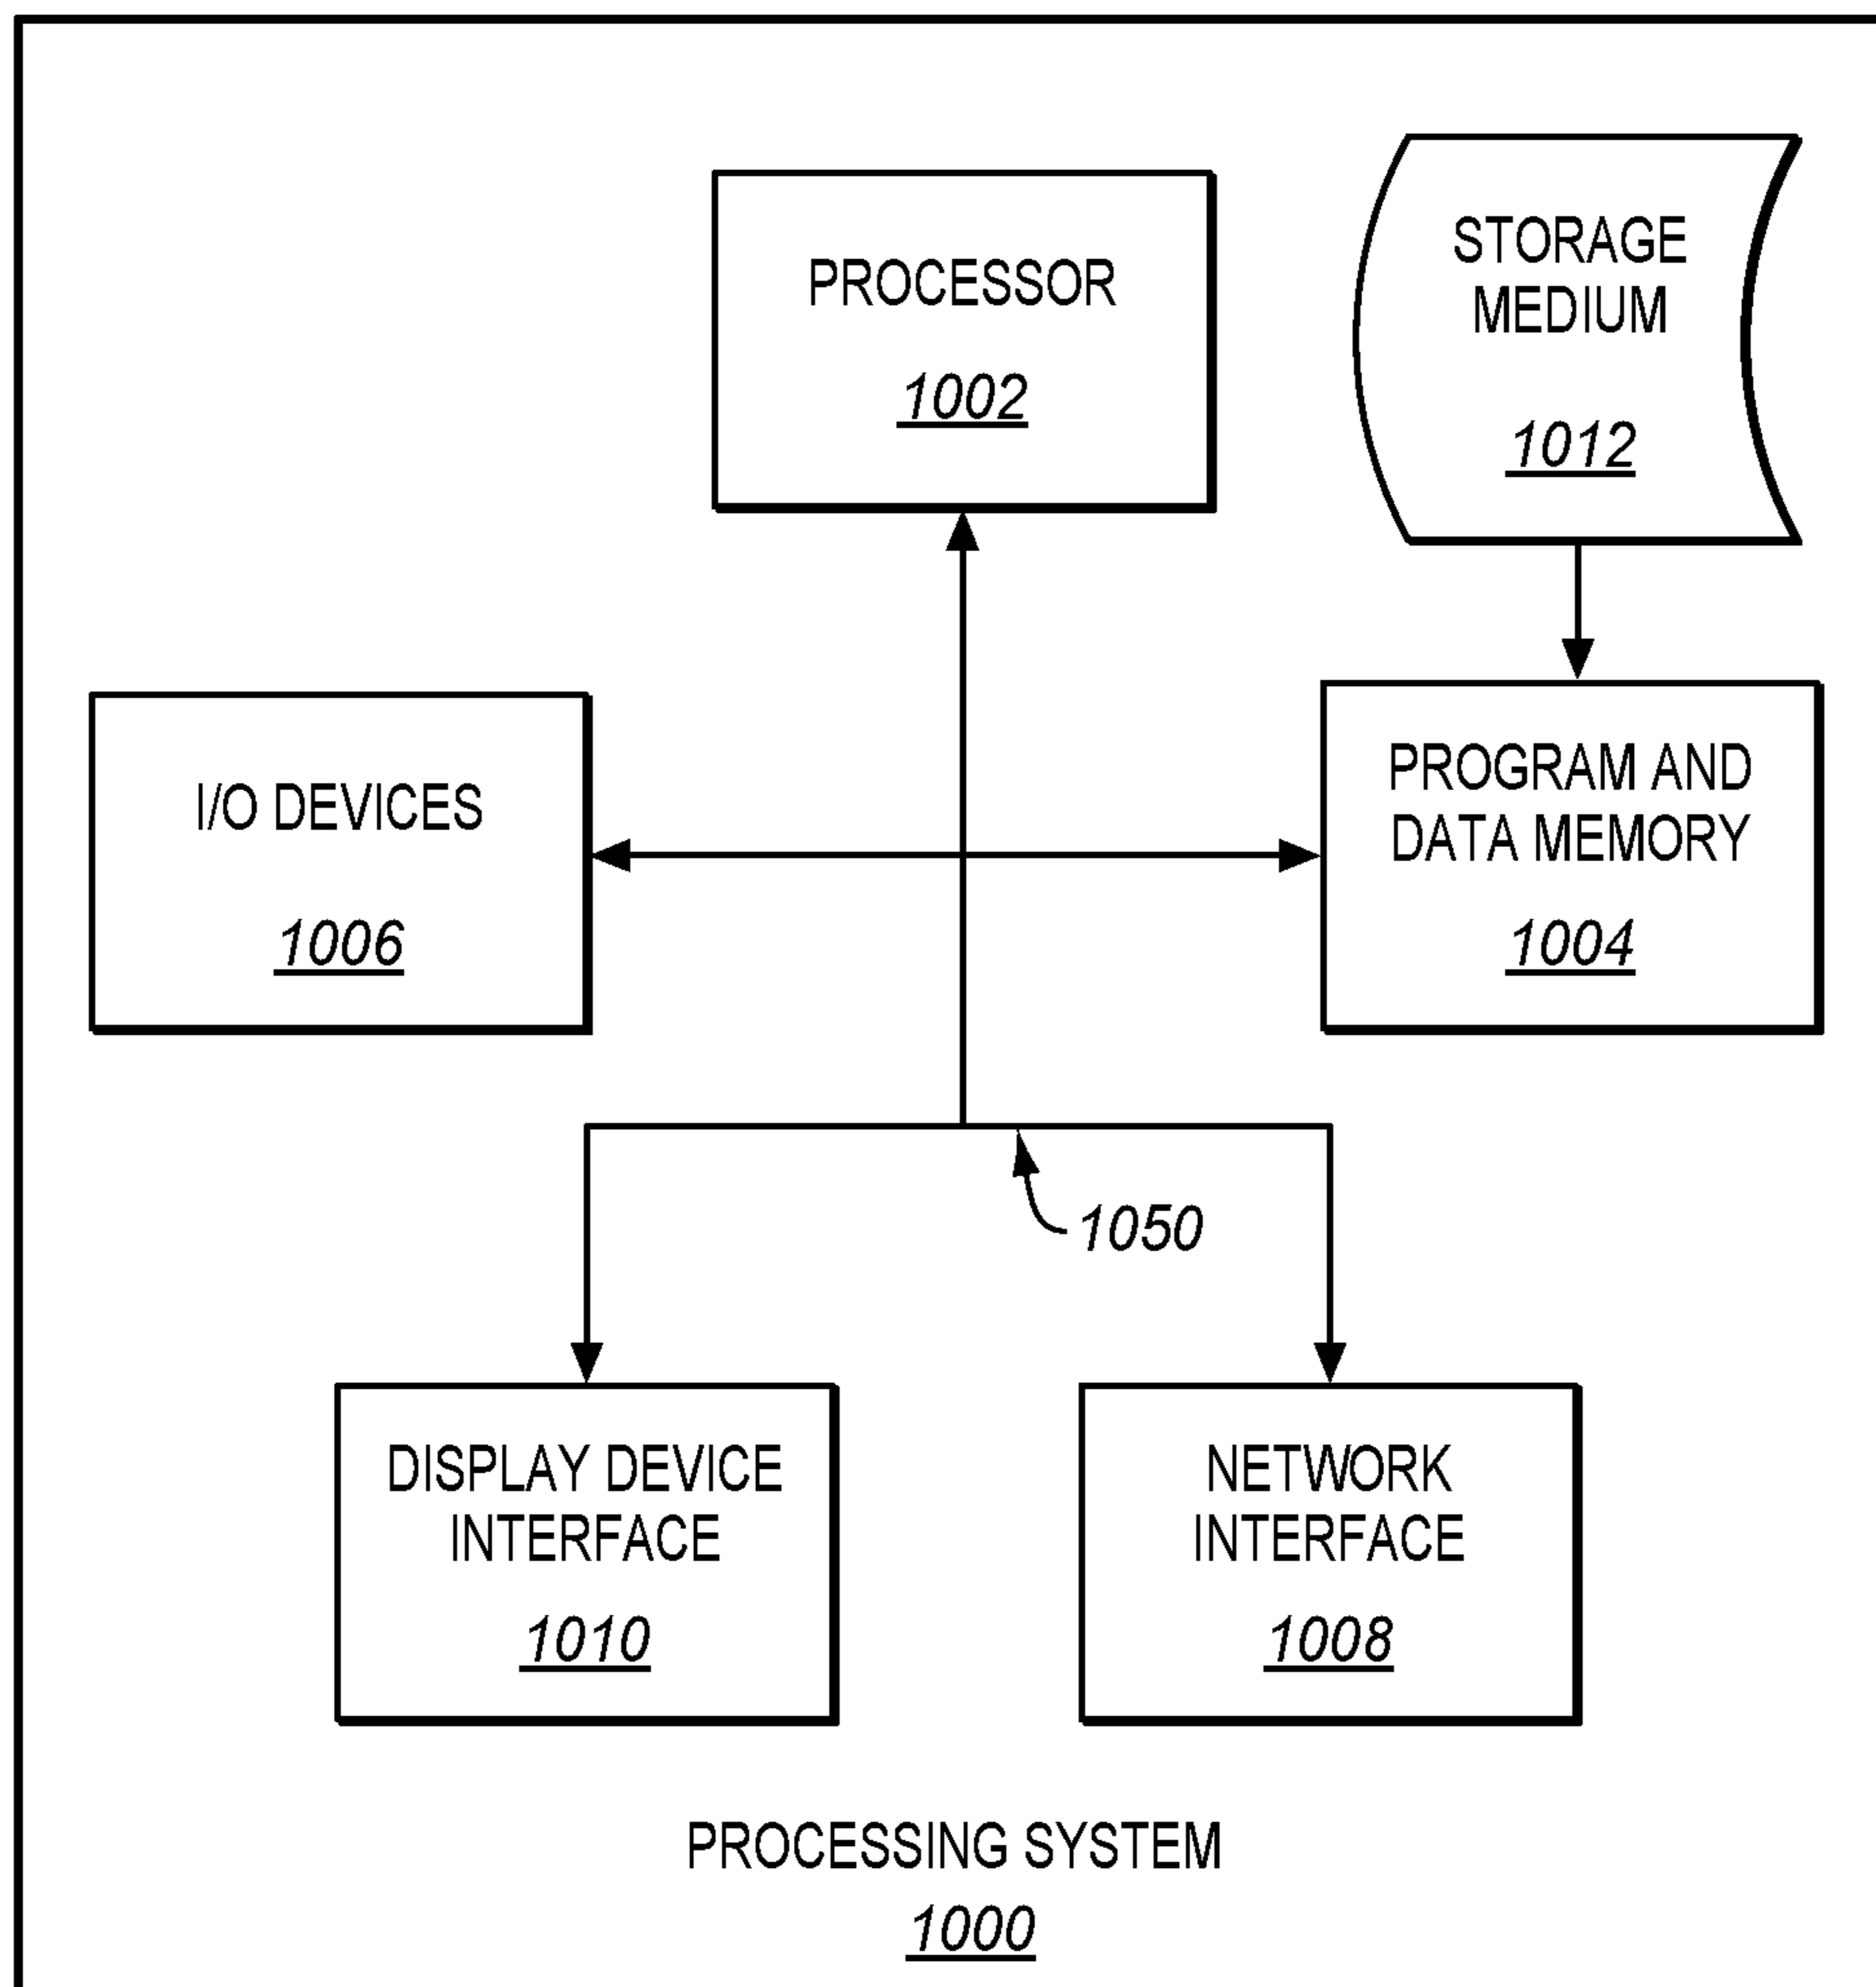 PROCESSOR
1002
STORAGE
MEDIUM
1012
I/O DEVICES
1006
PROGRAM AND
DATA MEMORY
1004
1050
DISPLAY DEVICE
INTERFACE
1010
NETWORK
INTERFACE
1008
PROCESSING SYSTEM
1000